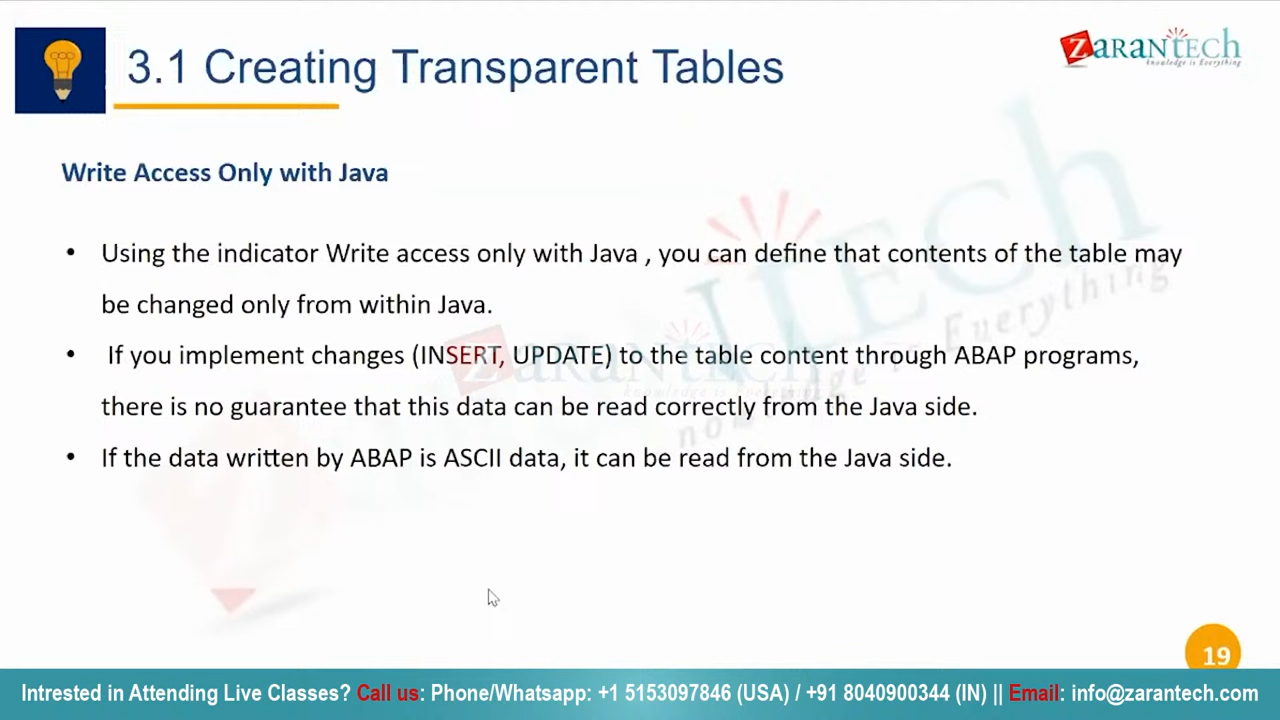 3.1 Creating Transparent Tables
ZARANTECH
Knowledge is Everything
Write Access Only with Java
• Using the indicator Write access only with Java , you can define that contents of the table may
be changed only from within Java.
• If you implement changes (INSERT, UPDATE) to the table content through ABAP programs,
there is no guarantee that this data can be read correctly from the Java side.
• If the data written by ABAP is ASCII data, it can be read from the Java side.
19
Intrested in Attending Live Classes? Call us: Phone/Whatsapp: +1 5153097846 (USA) / +91 8040900344 (IN) || Email: info@zarantech.com